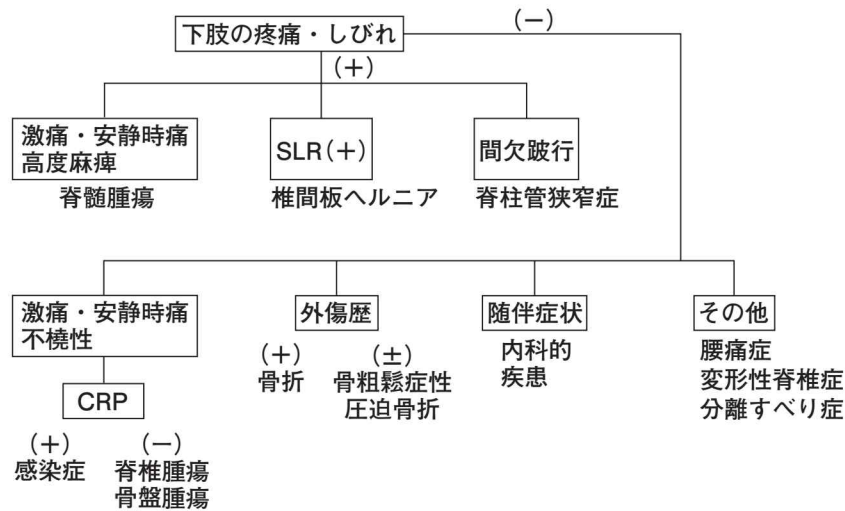 下肢の疼痛・しびれ
(－)
(＋)
激痛・安静時痛
高度麻痺
SLR(＋)
間欠跛行
脊髄腫瘍
椎間板ヘルニア
脊柱管狭窄症
激痛・安静時痛
不橈性
外傷歴
随伴症状
その他
(＋)
骨折
(±)
骨粗鬆症性
圧迫骨折
内科的
疾患
腰痛症
変形性脊椎症
分離すべり症
CRP
(＋)
感染症
(－)
脊椎腫瘍
骨盤腫瘍